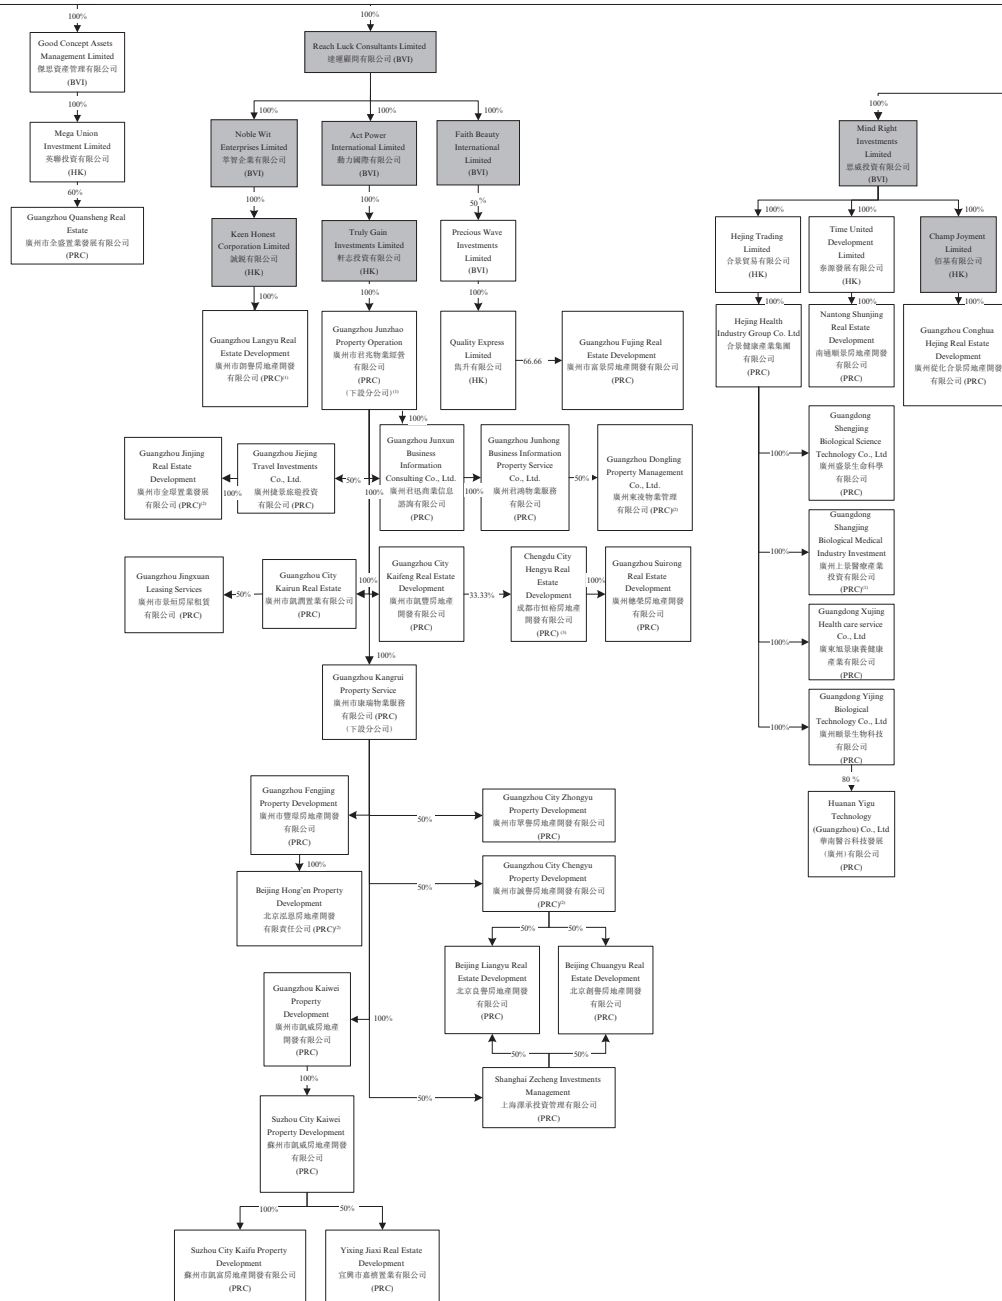 100%
100%
Good Concept Assets
Management Limited
傑思資產管理有限公司
(BVI)
Reach Luck Consultants Limited
達運顧問有限公司 (BVI)
100%
Mega Union
Investment Limited
英聯投資有限公司
(HK)
60%
Guangzhou Quansheng Real
Estate
廣州市全盛置業發展有限公司
(PRC)
100%
100%
100%
Noble Wit
Enterprises Limited
萃智企業有限公司
(BVI)
Act Power
International Limited
動力國際有限公司
(BVI)
Faith Beauty
International
Limited
(BVI)
100%
100%
50 %
Keen Honest
Corporation Limited
誠銳有限公司
(HK)
Truly Gain
Investments Limited
軒志投資有限公司
(HK)
Precious Wave
Investments
Limited
(BVI)
100%
100%
100%
Guangzhou Langyu Real
Estate Development
廣州市朗譽房地產開發
有限公司 (PRC)(1)
Guangzhou Junzhao
Property Operation
廣州市君兆物業經營
有限公司
(PRC)
(下設分公司)(1)
Quality Express
Limited
雋升有限公司
(HK)
66.66
Guangzhou Fujing Real
Estate Development
廣州市富景房地產開發有限公司
(PRC)
100%
Mind Right
Investments
Limited
思威投資有限公司
(BVI)
100%
100%
100%
Hejing Trading
Limited
合景貿易有限公司
(HK)
Time United
Development
Limited
泰源發展有限公司
(HK)
Champ Joyment
Limited
佰基有限公司
(HK)
100%
100%
100%
Hejing Health
Industry Group Co. Ltd
合景健康產業集團
有限公司
(PRC)
Nantong Shunjing
Real Estate
Development
南通順景房地產開發
有限公司
(PRC)
Guangzhou Conghua
Hejing Real Estate Development
廣州從化合景房地產開發
有限公司 (PRC)
100%
Guangdong
Shengjing
Biological Science
Technology Co., Ltd
廣州盛景生命科學
有限公司
(PRC)
100%
Guangdong
Shangjing
Biological Medical
Industry Investment
廣州上景醫療產業
投資有限公司
(PRC)(1)
100%
Guangdong Xujing
Health care service
Co., Ltd
廣東旭景康養健康
產業有限公司
(PRC)
100%
Guangdong Yijing
Biological
Technology Co., Ltd
廣州頤景生物科技
有限公司
(PRC)
80 %
Huanan Yigu
Technology
(Guangzhou) Co., Ltd
華南醫谷科技發展
(廣州) 有限公司
(PRC)
100%
Guangzhou Jinjing
Real Estate
Development
廣州市金璟置業發展
有限公司 (PRC)(2)
100%
Guangzhou Jiejing
Travel Investments
Co., Ltd.
廣州捷景旅遊投資
有限公司 (PRC)
50%
100%
Guangzhou Junxun
Business
Information
Consulting Co., Ltd.
廣州君迅商業信息
諮詢有限公司
(PRC)
100%
Guangzhou Junhong
Business Information
Property Service
Co., Ltd.
廣州君鴻物業服務
有限公司
(PRC)
50%
Guangzhou Dongling
Property Management
Co., Ltd.
廣州東凌物業管理
有限公司 (PRC)(2)
Guangzhou Jingxuan
Leasing Services
廣州市景烜房屋租賃
有限公司 (PRC)
50%
Guangzhou City
Kairun Real Estate
廣州市凱潤置業有限公司
(PRC)
100%
100%
Guangzhou City
Kaifeng Real Estate
Development
廣州市凱豐房地產
開發有限公司
(PRC)
33.33%
Chengdu City
Hengyu Real
Estate
Development
成都市恒裕房地產
開發有限公司
(PRC) (3)
100%
Guangzhou Suirong
Real Estate
Development
廣州穗榮房地產開發
有限公司
(PRC)
100%
Guangzhou Kangrui
Property Service
廣州市康瑞物業服務
有限公司 (PRC)
(下設分公司)
Guangzhou Fengjing
Property Development
廣州市豐璟房地產開發
有限公司
(PRC)
100%
100%
Beijing Hong'en Property
Development
北京泓恩房地產開發
有限責任公司 (PRC)(2)
50%
Guangzhou City Zhongyu
Property Development
廣州市眾譽房地產開發有限公司
(PRC)
50%
Guangzhou City Chengyu
Property Development
廣州市誠譽房地產開發有限公司
(PRC)(2)
50%
50%
Beijing Liangyu Real
Estate Development
北京良譽房地產開發
有限公司
(PRC)
Beijing Chuangyu Real
Estate Development
北京創譽房地產開發
有限公司
(PRC)
50%
50%
50%
Shanghai Zecheng Investments
Management
上海澤承投資管理有限公司
(PRC)
Guangzhou Kaiwei
Property
Development
廣州市凱威房地產
開發有限公司
(PRC)
100%
100%
Suzhou City Kaiwei
Property Development
蘇州市凱威房地產開發
有限公司
(PRC)
100%
50%
Suzhou City Kaifu Property
Development
蘇州市凱富房地產開發有限公司
(PRC)
Yixing Jiaxi Real Estate
Development
宜興市嘉禧置業有限公司
(PRC)